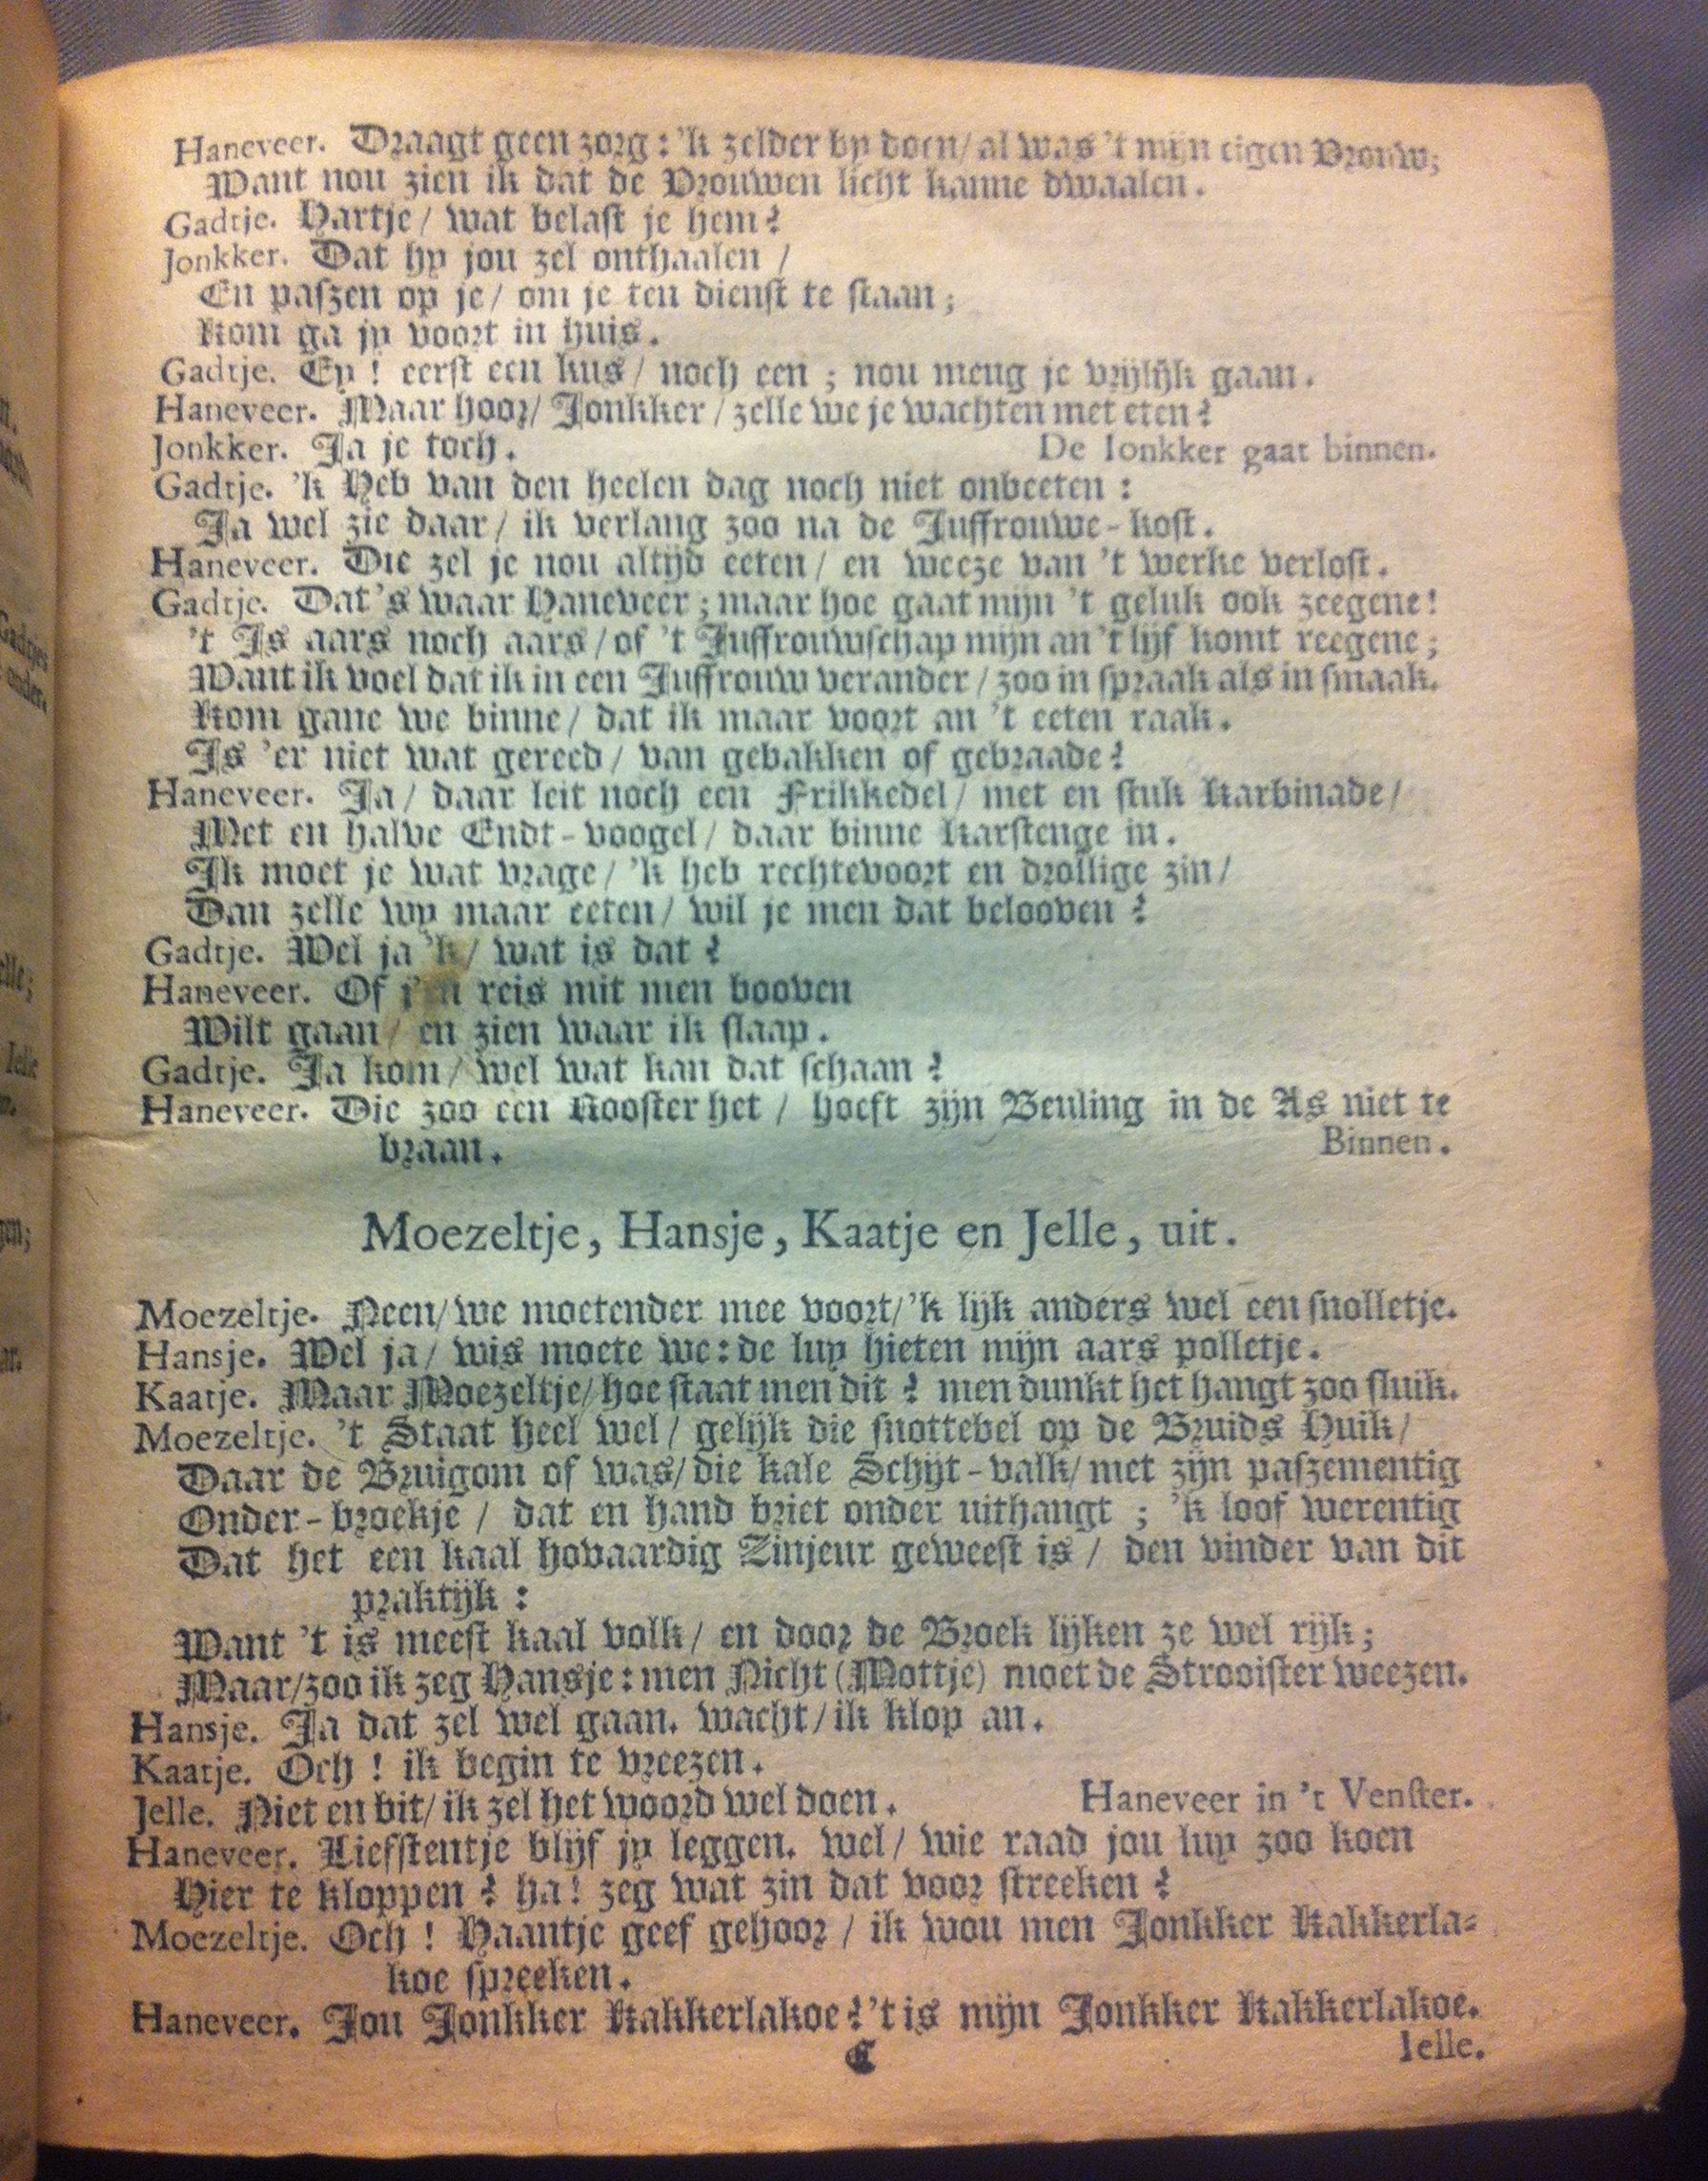 Haneveer. Draagt geen zorg: 'k zelder by doen/ al was 't mijn eigen Vrouw;
Want nou zien ik dat de Vrouwen licht kanne dwaalen.
Gadtje. Hartje/ wat belast je hem?
Jonkker. Dat hy jou zel onthaalen /
En paszen op je/ om je ten dienst te staan;
Kom ga jy voort in huis.
Gadtje. Ey! eerst een kus/ noch een; nou meug je vrijlijk gaan.
Haneveer. Maar hoor/ Jonkker / zelle we je wachten met eten?
Jonkker. Ja je toch. De Ionkker gaat binnen.
Gadtje. 'k Heb van den heelen dag noch niet onbeeten:
Ja wel zie daar/ ik verlang zoo na de Juffrouwe-kost.
Haneveer. Die zel je nou altijd eeten/ en weeze van 't werke verlost.
Gadtje. Dat's waar Haneveer; maar hoe gaat mijn 't geluk ook zeegene!
't Is aars noch aars/ of 't Juffrouwschap mijn an 't lijf komt reegene;
Want ik voel dat ik in een Juffrouw verander/ zoo in spraak als in smaak.
Kom gane we binne/ dat ik maar voort an 't eeten raak.
Is 'er niet wat gereed/ van gebakken of gebraade?
Haneveer. Ja/ daar leit noch een Frikkedel/ met en stuk Karbinade/
Met en halve Endt-voogel/ daar binne Karstenge in.
Ik moet je wat vrage/ 'k heb rechtevoort en drollige zin/
Dan zelle wy maar eeten/ wil je men dat belooven?
Gadtje. Wel ja 'k/ wat is dat?
Haneveer. Of j'en reis mit men booven
Wilt gaan/ en zien waar ik slaap.
Gadtje. Ja kom/ wel wat kan dat schaan?
Haneveer. Die zoo een Rooster het / hoeft zijn Beuling in de As niet te
braan. Binnen.
Moezeltje, Hansje, Kaatje en Jelle, uit.
Moezeltje. Neen/ we moetender mee voort/ 'k lijk anders wel een snolletje.
Hansje. Wel ja/ wis moete we: de luy hieten mijn aars polletje.
Kaatje. Maar Moezeltje/ hoe staat men dit? men dunkt het hangt zoo sluik.
Moezeltje. 't Staat heel wel/ gelijk die snottebel op de Bruids Huik/
Daar de Bruigom of was/ die kale Schijt-valk/ met zijn paszementig
Onder-broekje / dat en hand briet onder uithangt; 'k loof werentig
Dat het een kaal hovaardig Zinjeur geweest is / den vinder van dit
praktijk:
Want 't is meest kaal volk/ en door de Broek lijken ze wel rijk;
Maar/ zoo ik zeg Hansje: men Nicht (Mottje) moet de Strooister weezen.
Hansje. Ja dat zel wel gaan. wacht/ ik klop an.
Kaatje. Och! ik begin te vreezen.
Jelle. Niet en bit/ ik zel het woord wel doen. Haneveer in 't Venster.
Haneveer. Liefstentje blijf jy leggen. wel/ wie raad jou luy zoo koen
Hier te kloppen? ha! zeg wat zin dat voor streeken?
Moezeltje. Och! Haantje geef gehoor / ik wou men Jonkker Kakkerla-
koe spreeken.
Haneveer. Jou Jonkker Kakkerlakoe? 't is mijn Jonkker Kakkerlakoe.
C Ielle.